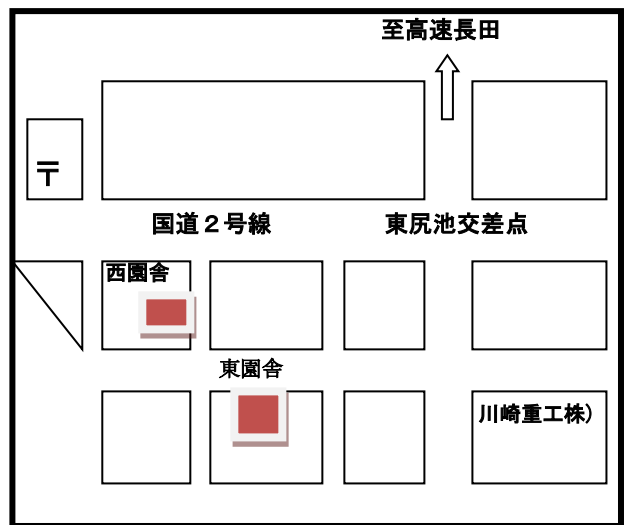 至高速長田
〒
国道２号線
東尻池交差点
西園舎
東園舎
川崎重工株）